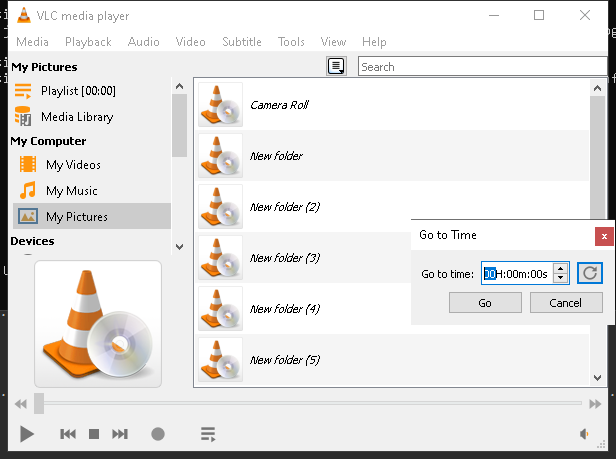 VLC media player
Media Playback Audio Video Subtitle Tools View Help
My Pictures
Search
Playlist [00:00]
Media Library
My Computer
My Videos
My Music
My Pictures
Devices
Camera Roll
New folder
New folder (2)
New folder (3)
New folder (4)
New folder (5)
Go to Time
Go to time: 00H:00m:00s
Go Cancel